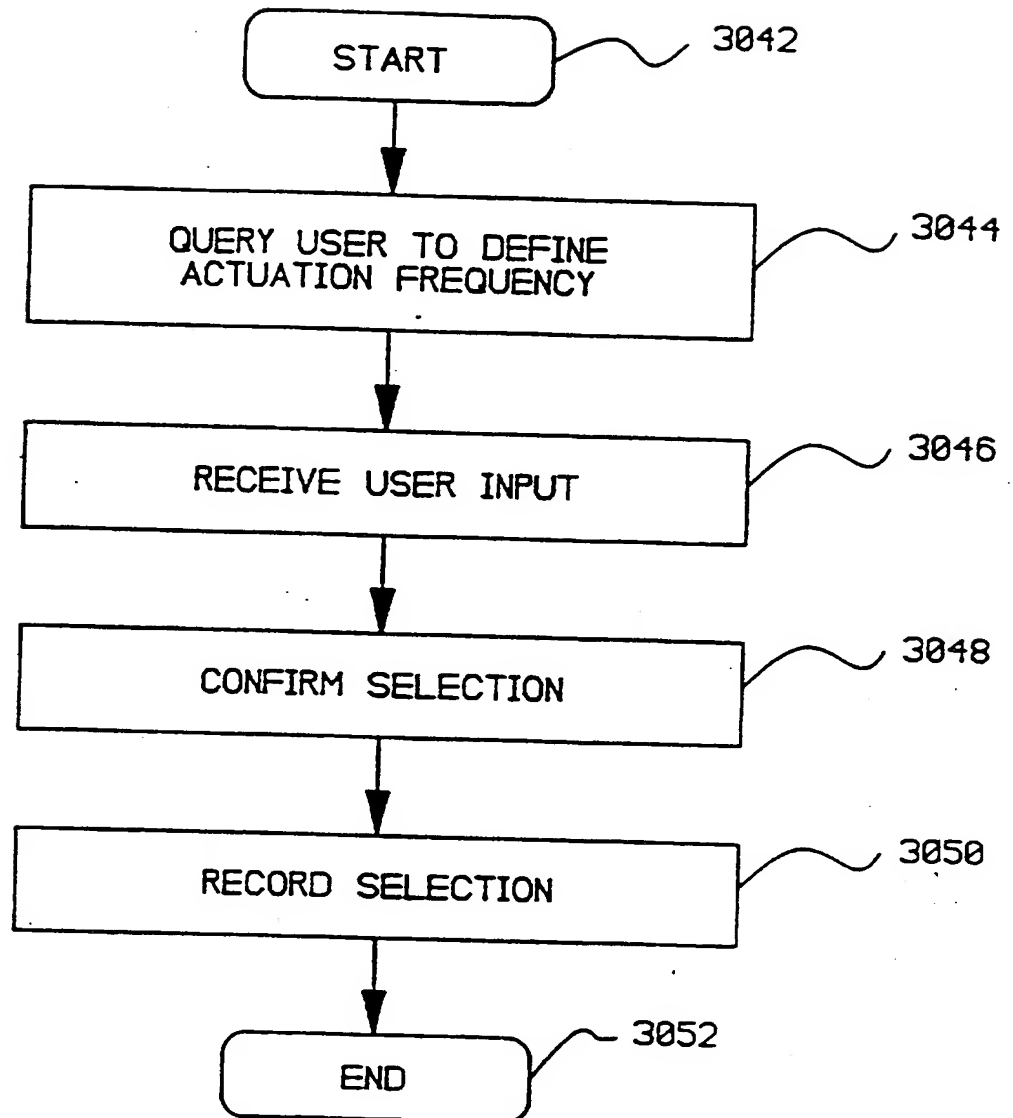 START
3042
QUERY USER TO DEFINE
ACTUATION FREQUENCY
3044
RECEIVE USER INPUT
3046
CONFIRM SELECTION
3048
RECORD SELECTION
3050
END
3052